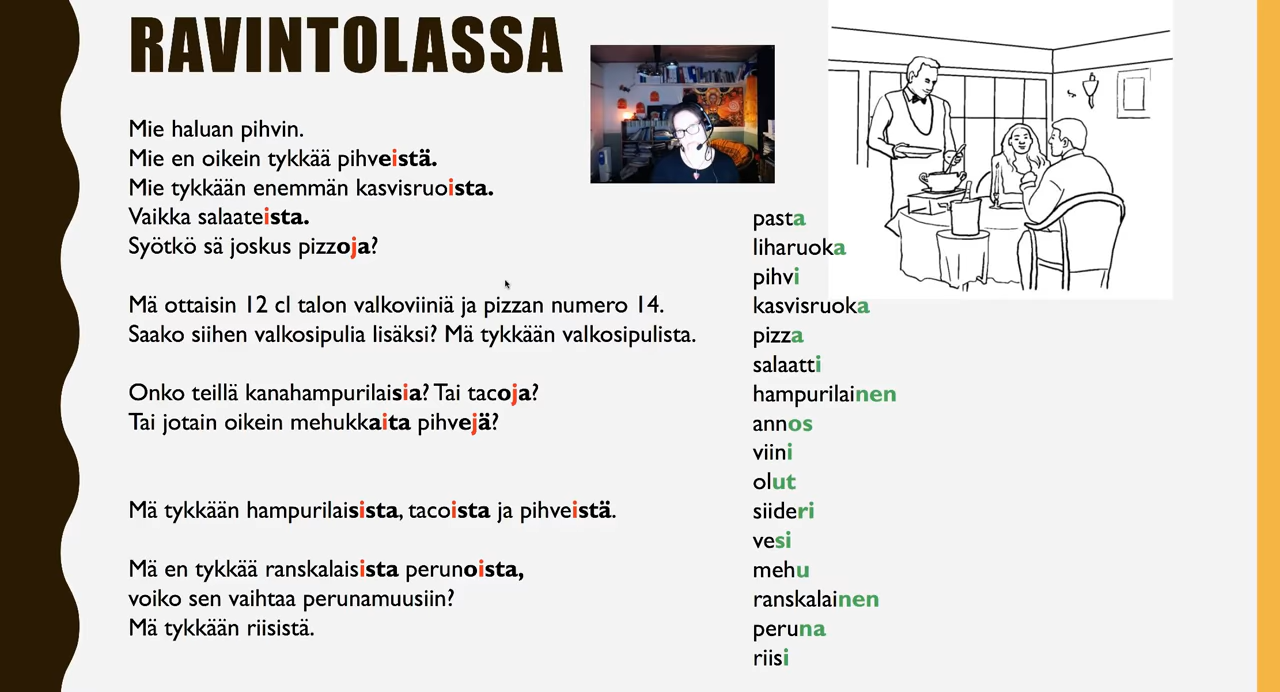 RAVINTOLASSA
Mie haluan pihvin.
Mie en oikein tykkää pihveistä.
Mie tykkään enemmän kasvisruoista.
Vaikka salaateista.
Syötkö sä joskus pizzoja?
Mä ottaisin 12 cl talon valkoviiniä ja pizzan numero 14.
Saako siihen valkosipulia lisäksi? Mä tykkään valkosipulista.
Onko teillä kanahampurilaisia? Tai tacoja?
Tai jotain oikein mehukkaita pihvejä?
Mä tykkään hampurilaisista, tacoista ja pihveistä.
Mä en tykkää ranskalaisista perunoista,
voiko sen vaihtaa perunamuusiin?
Mä tykkään riisistä.
pasta
liharuoka
pihvi
kasvisruoka
pizza
salaatti
hampurilainen
annos
viini
olut
siideri
vesi
mehu
ranskalainen
peruna
riisi